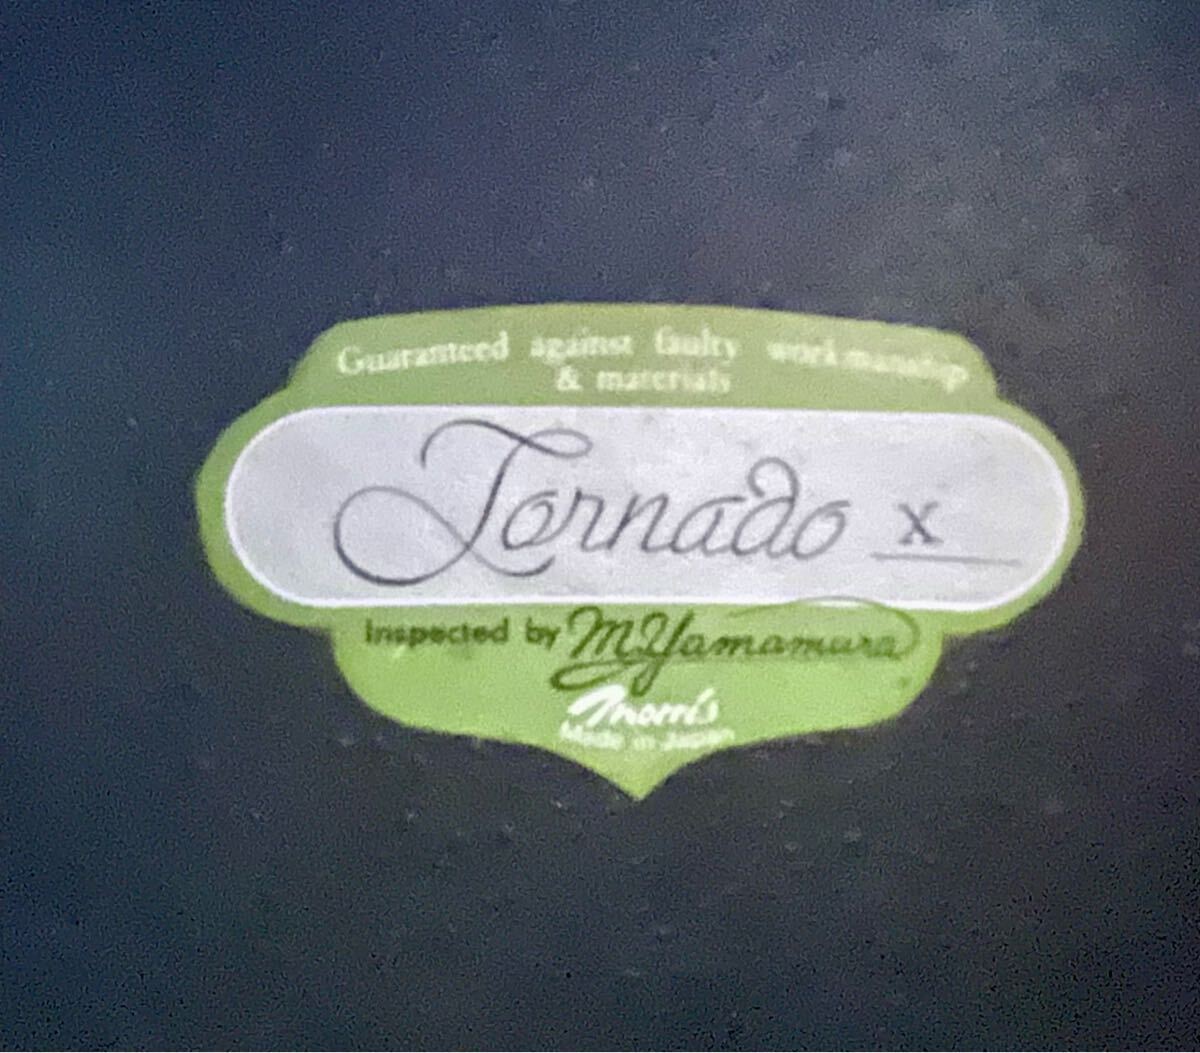 Guaranteed against faulty workmanship
& materials
Tornado x
Inspected by M.Yamamura
Morris
Made in Japan